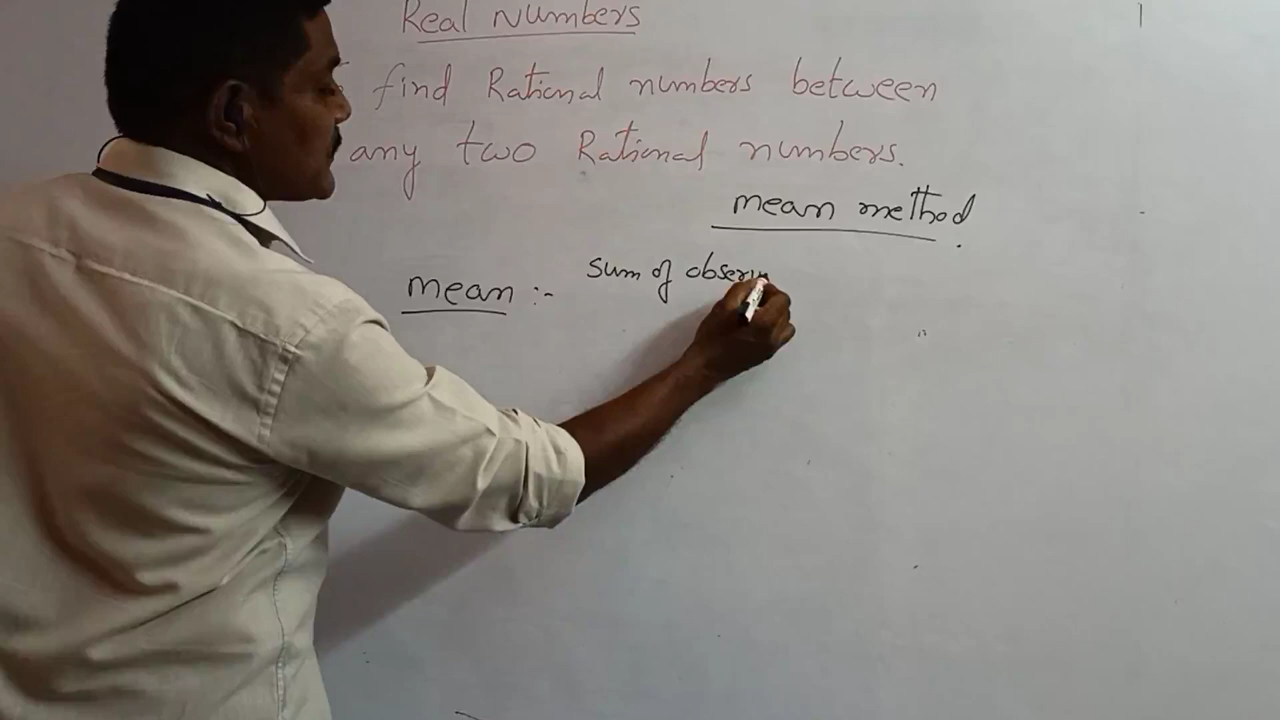 Real Numbers
find Rational numbers between
any two Rational numbers.
mean method
mean :- sum of observ